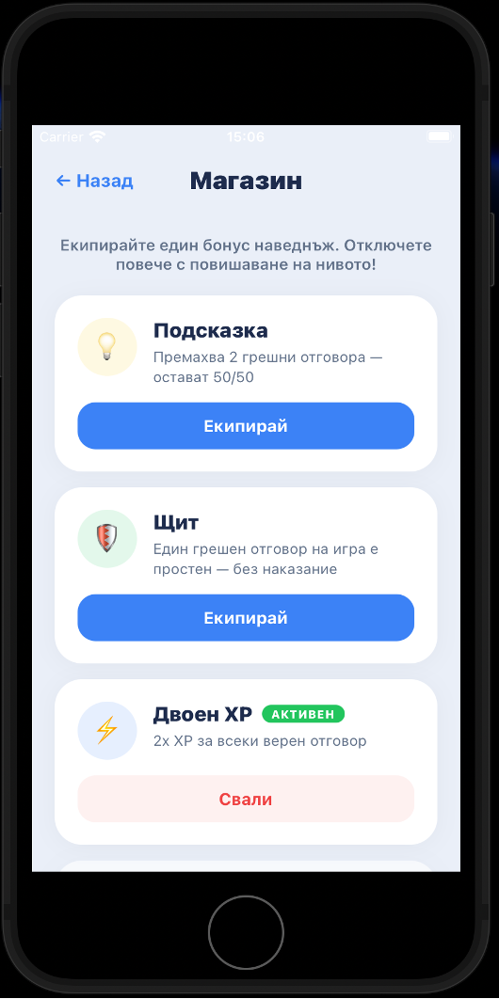 Carrier 15:06
← Назад Магазин
Екипирайте един бонус наведнъж. Отключете
повече с повишаване на нивото!
Подсказка
Премахва 2 грешни отговора —
остават 50/50
Екипирай
Щит
Един грешен отговор на игра е
простен — без наказание
Екипирай
Двоен XP АКТИВЕН
2x XP за всеки верен отговор
Свали